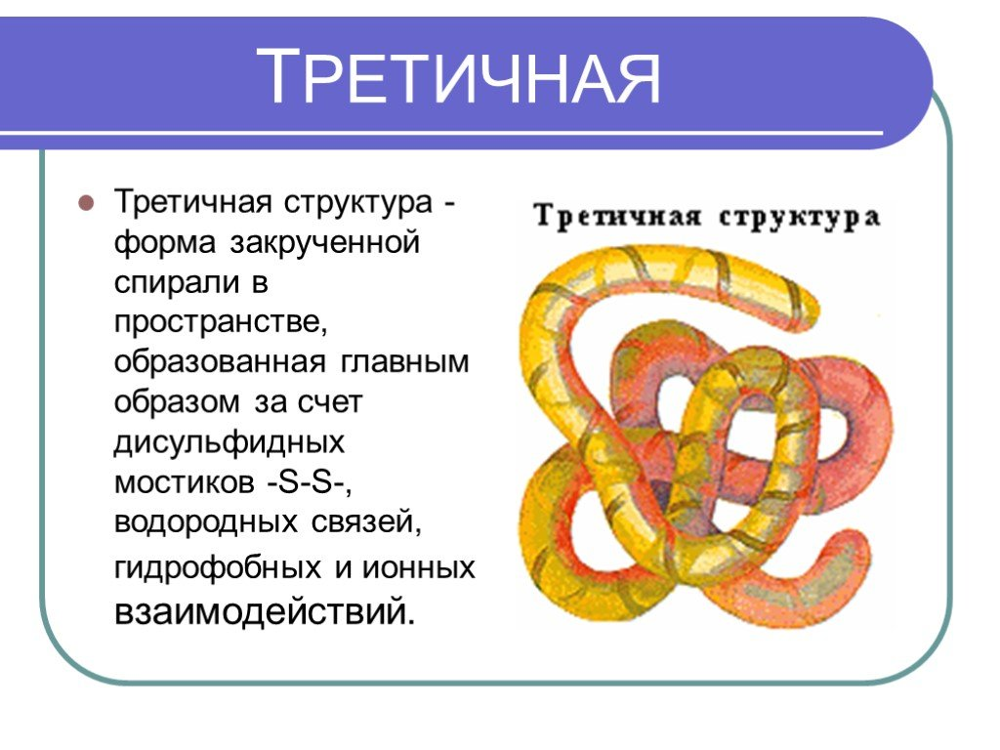 ТРЕТИЧНАЯ
Третичная структура -
форма закрученной
спирали в
пространстве,
образованная главным
образом за счет
дисульфидных
мостиков -S-S-,
водородных связей,
гидрофобных и ионных
взаимодействий.
Третичная структура